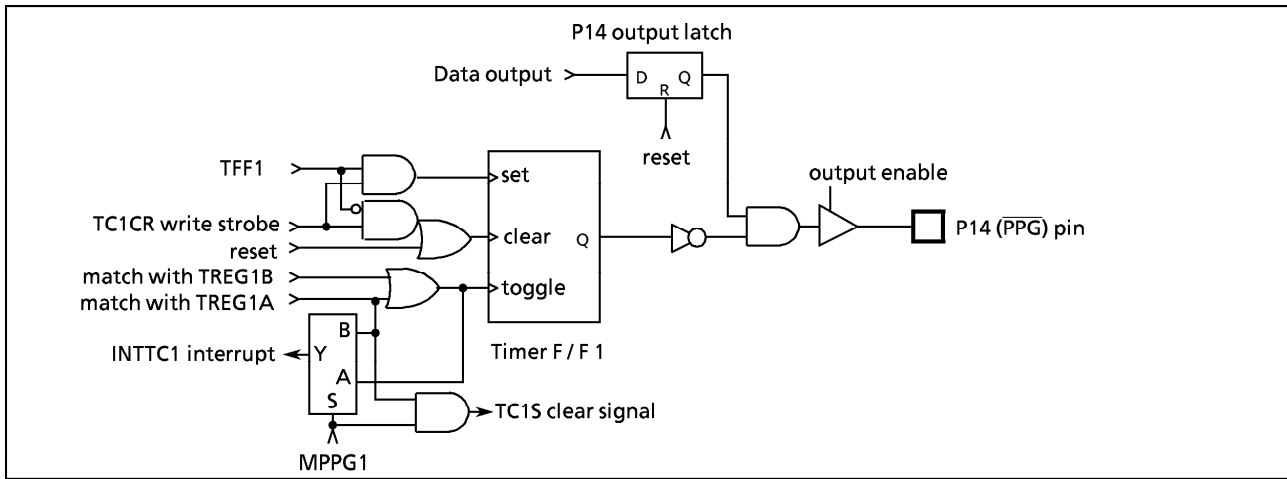 P14 output latch
Data output
D Q
R
reset
TFF1
set
output enable
TC1CR write strobe
reset
clear
Q
P14 (P̅P̅G̅) pin
match with TREG1B
match with TREG1A
toggle
B
INTTC1 interrupt
Y
Timer F / F 1
A
S
TC1S clear signal
MPPG1